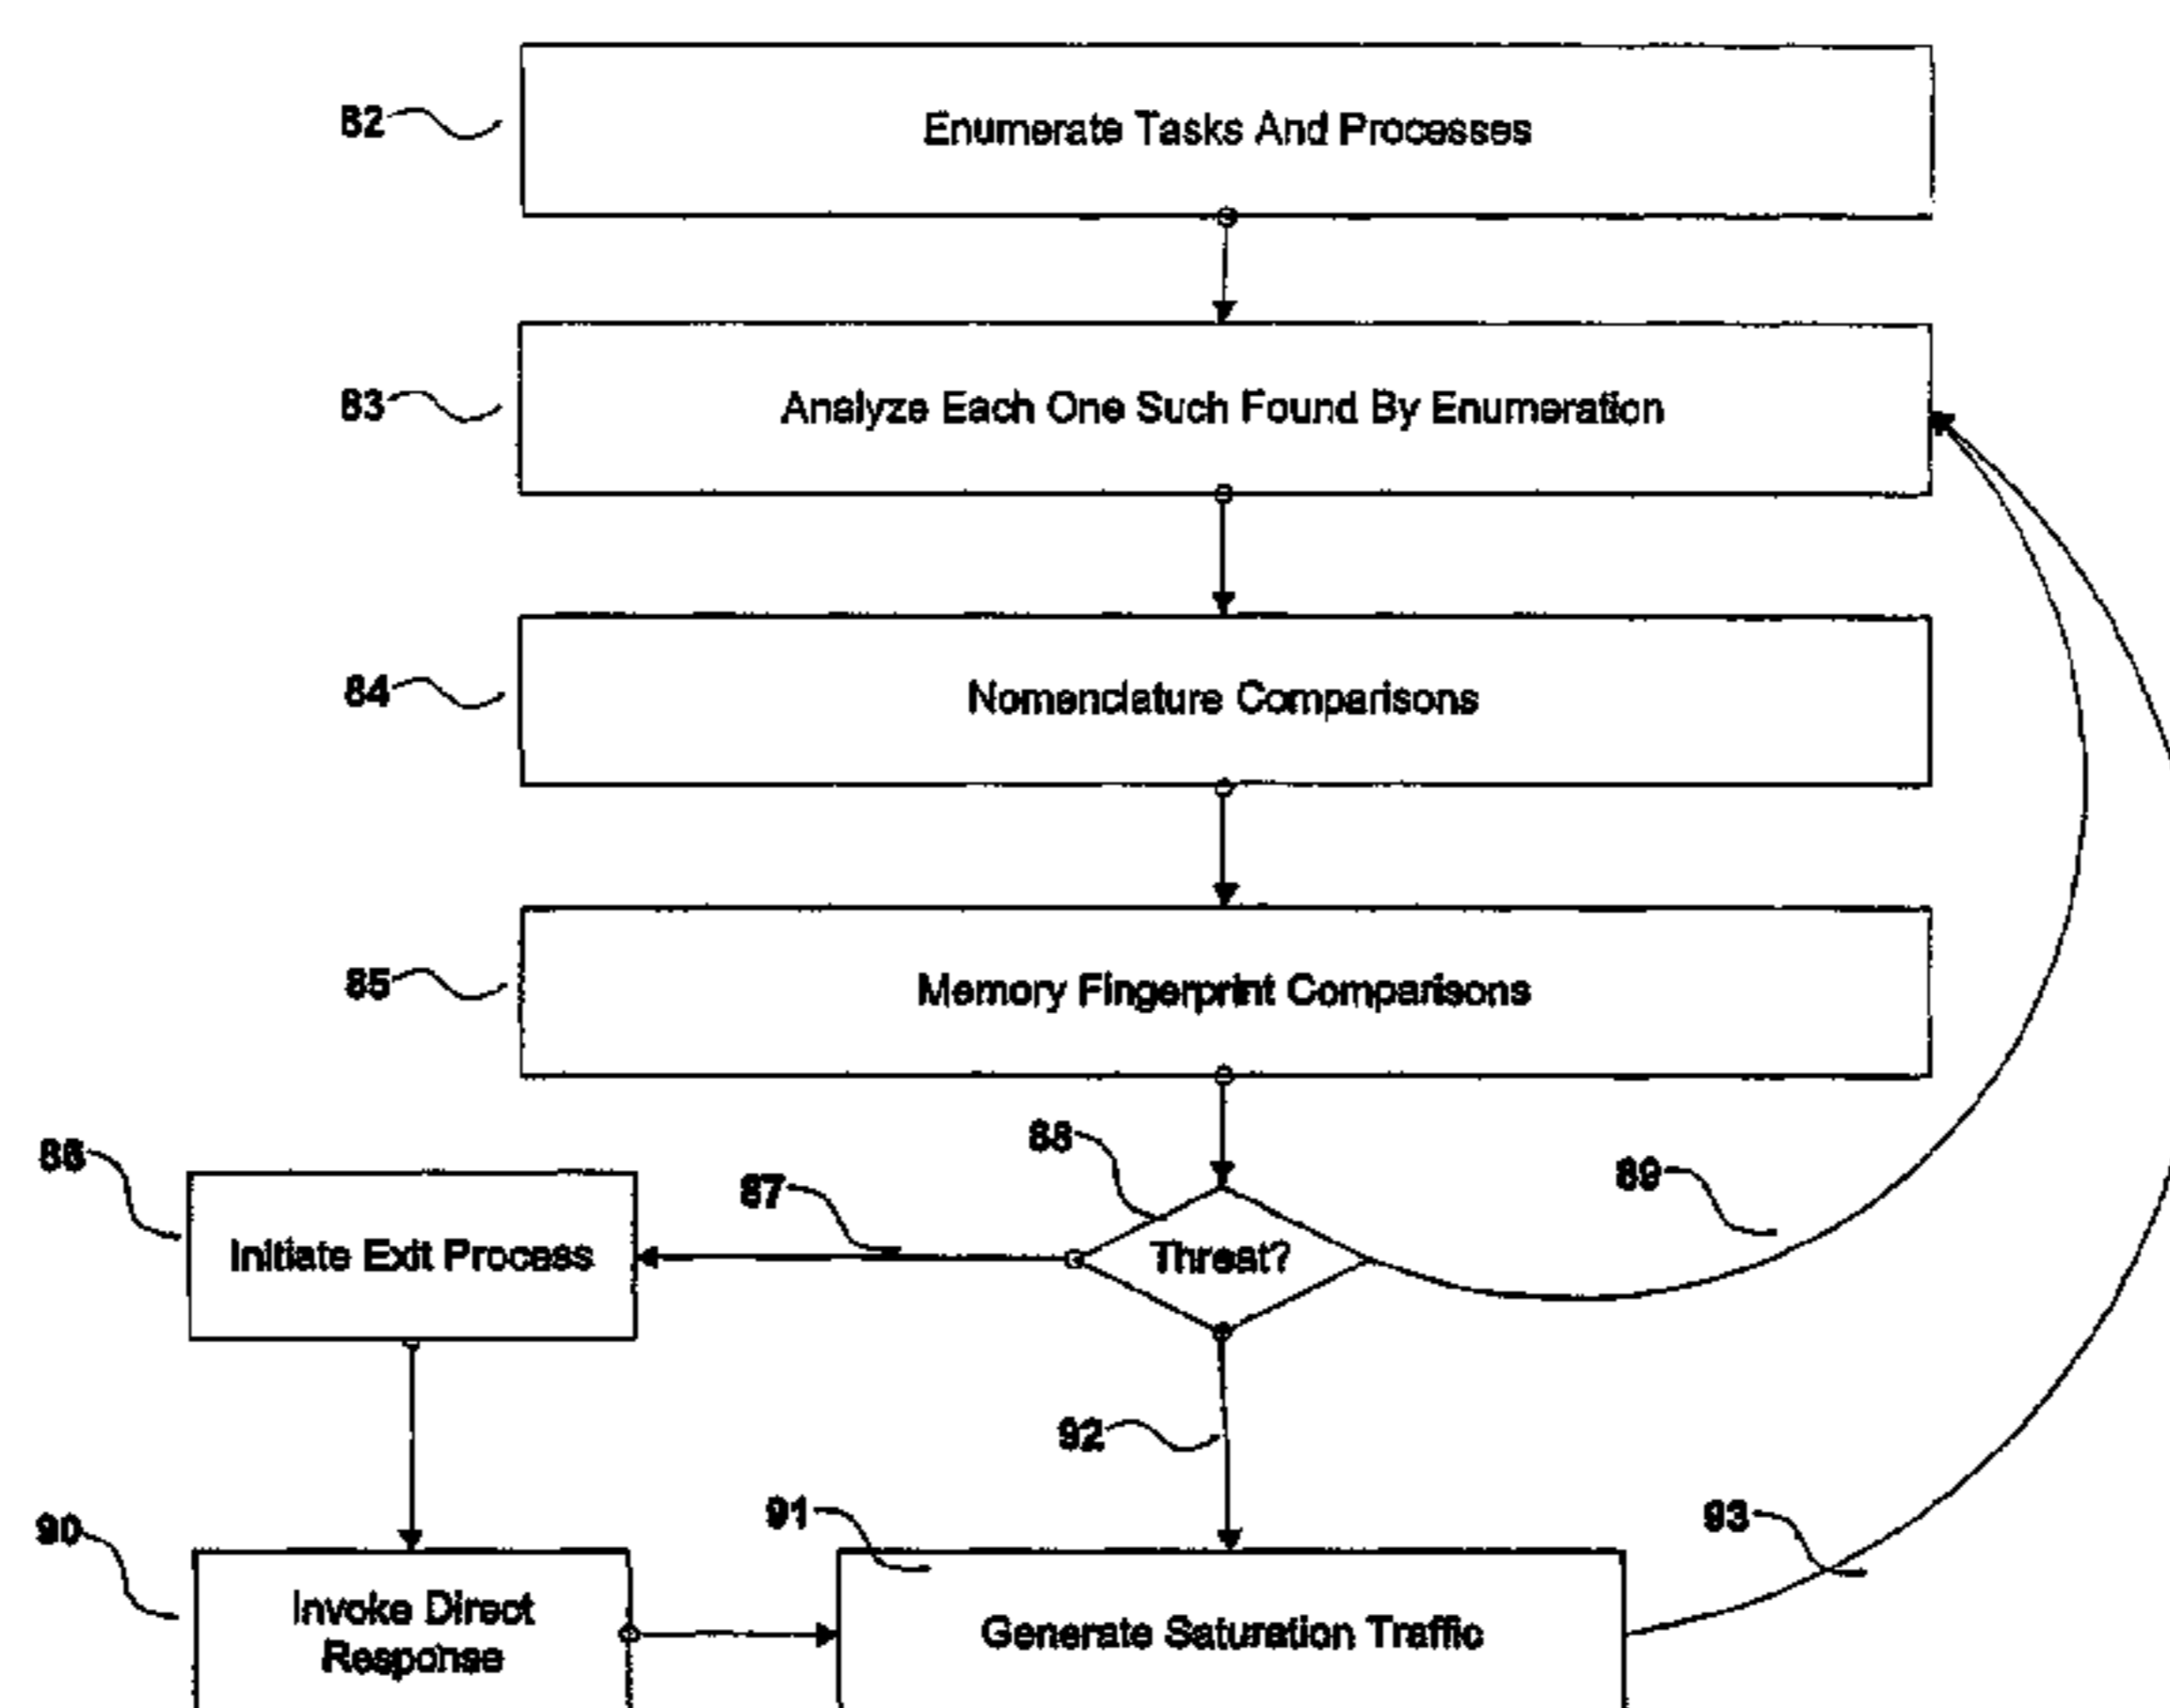 82
Enumerate Tasks And Processes
83
Analyze Each One Such Found By Enumeration
84
Nomenclature Comparisons
85
Memory Fingerprint Comparisons
86
Initiate Exit Process
87
88
Threat?
89
92
90
Invoke Direct
Response
91
Generate Saturation Traffic
93